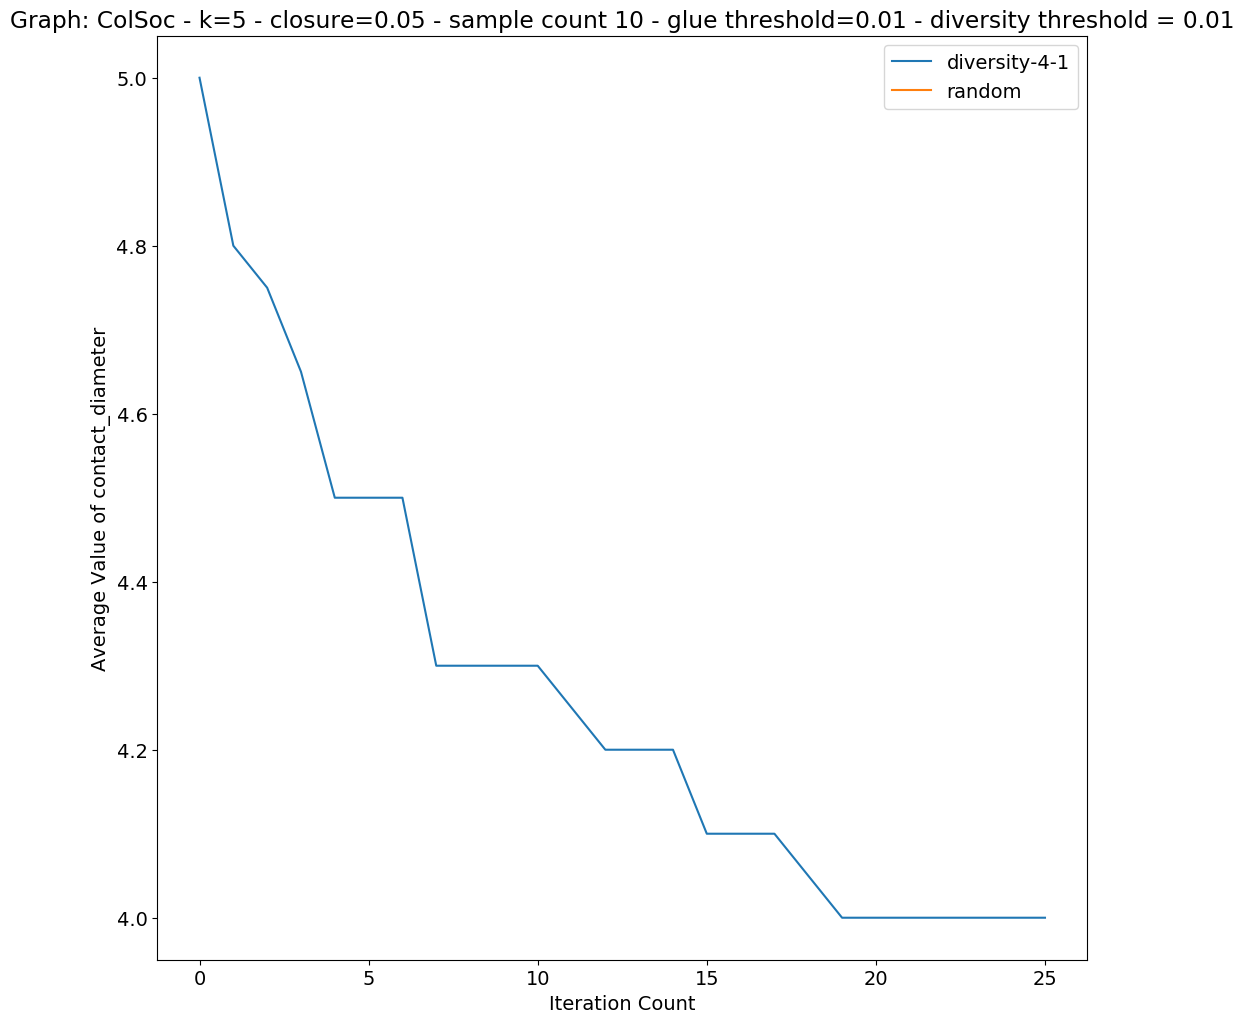 Graph: ColSoc - k=5 - closure=0.05 - sample count 10 - glue threshold=0.01 - diversity threshold = 0.01
diversity-4-1
random
5.0
4.8
4.6
4.4
4.2
4.0
Average Value of contact_diameter
0 5 10 15 20 25
Iteration Count